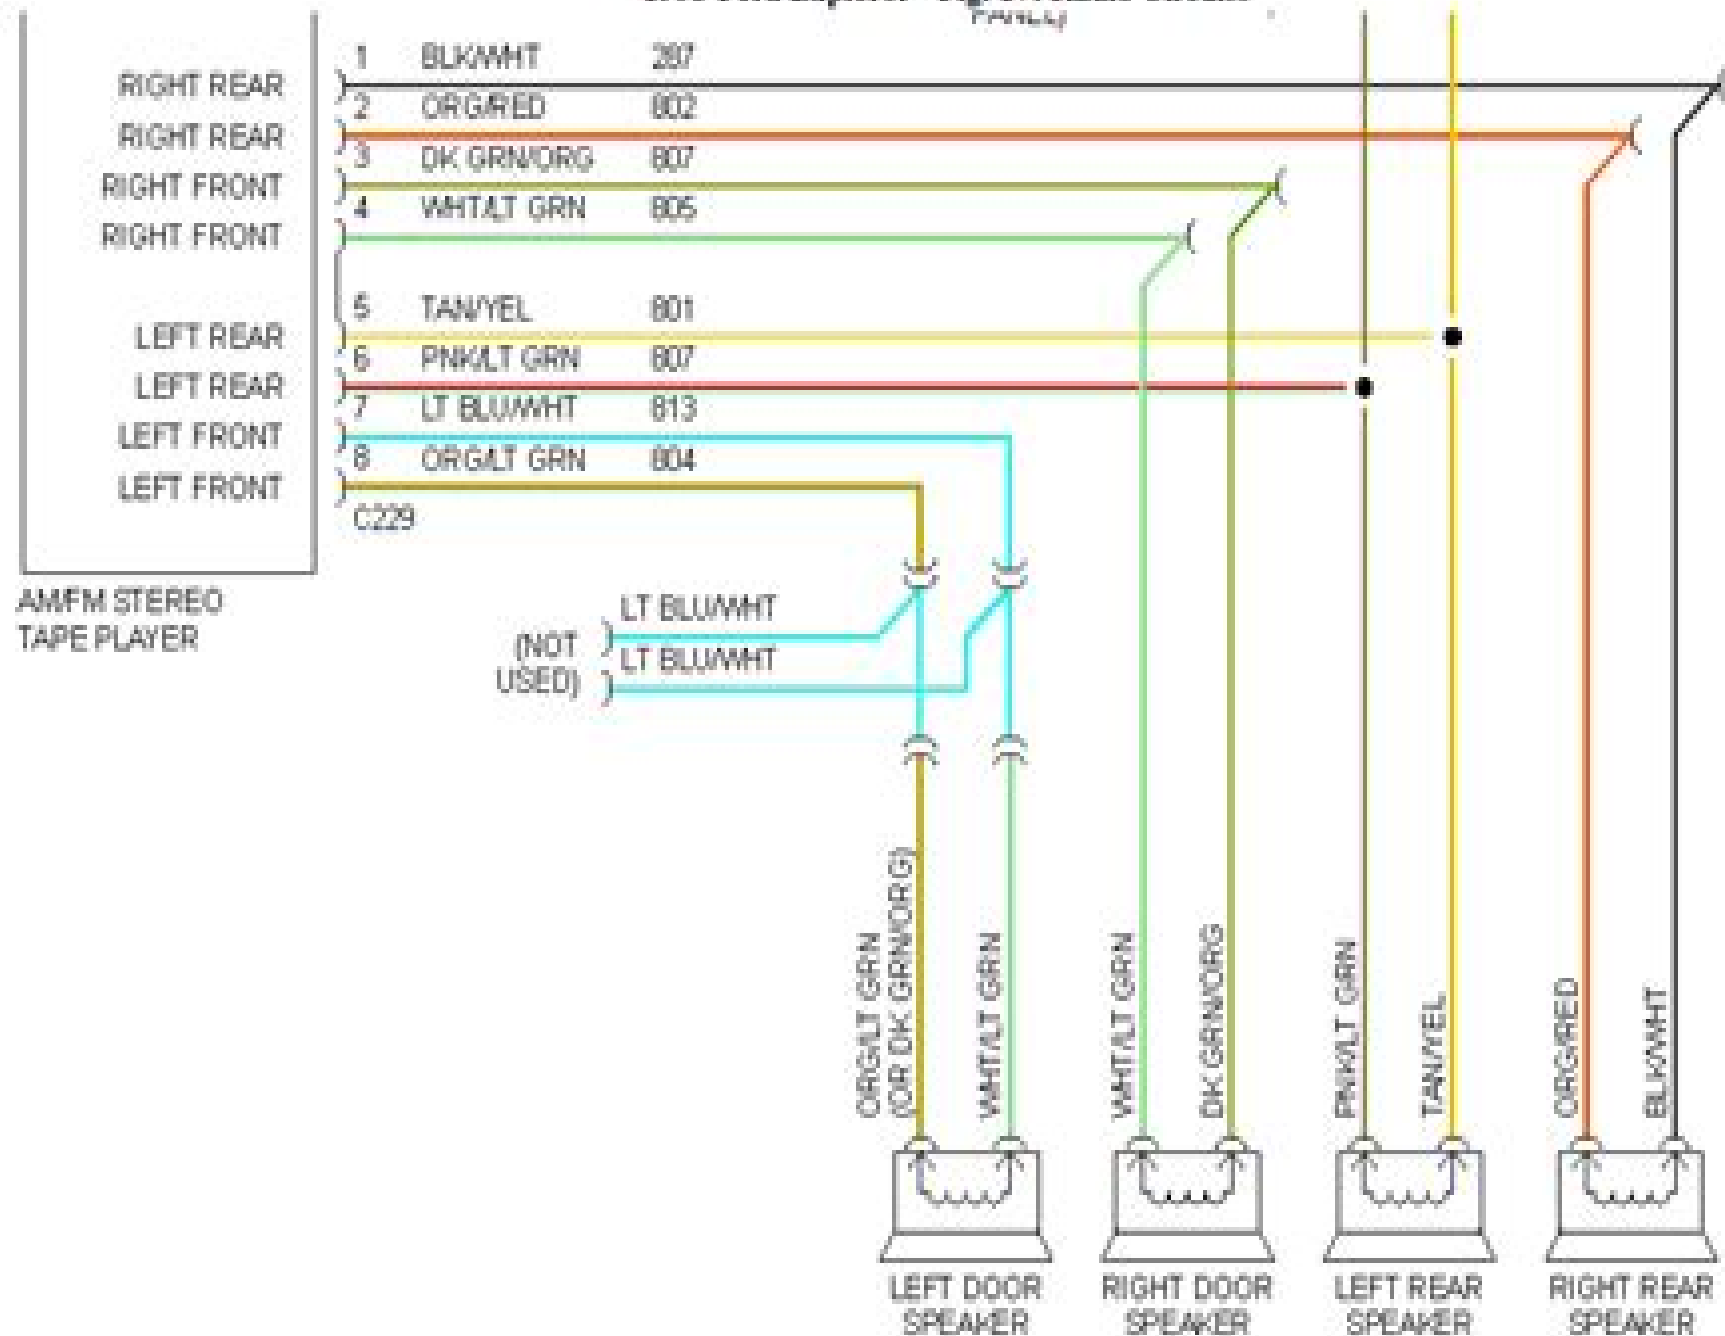 1 BLK/WHT 287
RIGHT REAR
2 ORG/RED 802
RIGHT REAR
3 DK GRN/ORG 807
RIGHT FRONT
4 WHT/LT GRN 805
RIGHT FRONT
5 TAN/YEL 801
LEFT REAR
6 PNK/LT GRN 807
LEFT REAR
7 LT BLU/WHT 813
LEFT FRONT
8 ORG/LT GRN 804
LEFT FRONT
C229
AM/FM STEREO
TAPE PLAYER
LT BLU/WHT
(NOT
USED)
LT BLU/WHT
ORG/LT GRN
(OR DK GRN/ORG)
WHT/LT GRN
WHT/LT GRN
DK GRN/ORG
PNK/LT GRN
TAN/YEL
ORG/RED
BLK/WHT
LEFT DOOR
SPEAKER
RIGHT DOOR
SPEAKER
LEFT REAR
SPEAKER
RIGHT REAR
SPEAKER